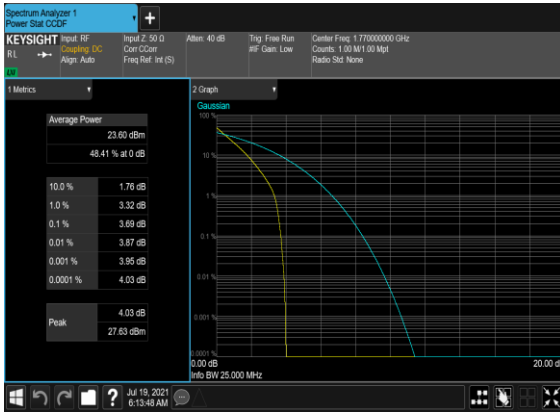 Spectrum Analyzer 1
Power Stat CCDF
+
KEYSIGHT
RL
LV
Input: RF
Coupling: DC
Align: Auto
Input Z: 50 Ω
Corr CCorr
Freq Ref: Int (S)
Atten: 40 dB
Trig: Free Run
#IF Gain: Low
Center Freq: 1.770000000 GHz
Counts: 1.00 M/1.00 Mpt
Radio Std: None
1 Metrics
Average Power
23.60 dBm
48.41 % at 0 dB
10.0 % 1.76 dB
1.0 % 3.32 dB
0.1 % 3.69 dB
0.01 % 3.87 dB
0.001 % 3.95 dB
0.0001 % 4.03 dB
Peak
4.03 dB
27.63 dBm
2 Graph
Gaussian
100 %
10 %
1 %
0.1 %
0.01 %
0.001 %
0.0001 %
0.00 dB
20.00 d
Info BW 25.000 MHz
?
Jul 19, 2021
6:13:48 AM